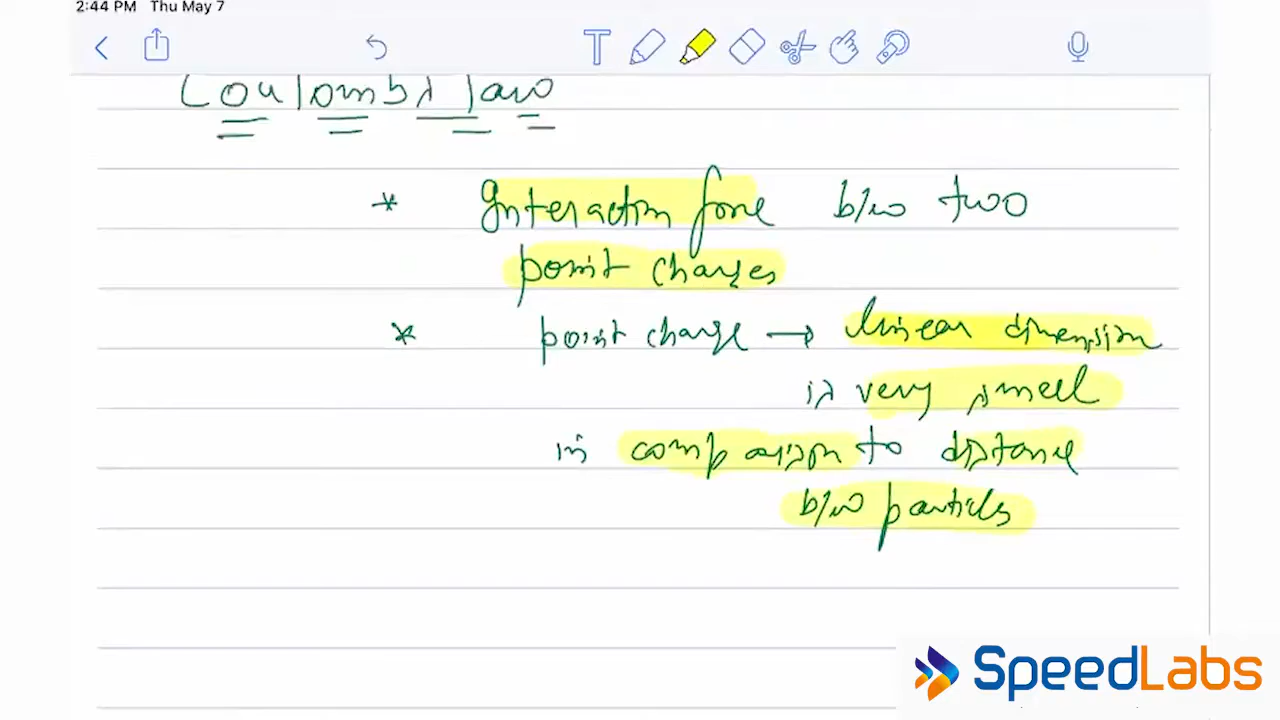 2:44 PM Thu May 7
T
Coulombs law
* Interaction force b/w two
point charges
* point charge → linear dimension
is very small
in comparison to distance
b/w particles
SpeedLabs